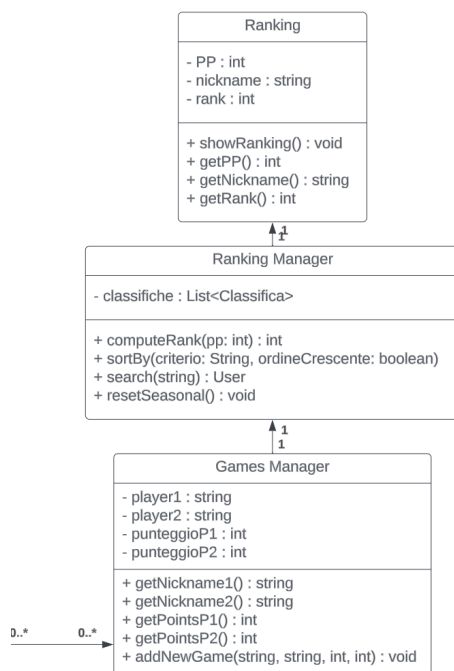 Ranking
- PP : int
- nickname : string
- rank : int
+ showRanking() : void
+ getPP() : int
+ getNickname() : string
+ getRank() : int
1
1
Ranking Manager
- classifiche : List<Classifica>
+ computeRank(pp: int) : int
+ sortBy(criterio: String, ordineCrescente: boolean)
+ search(string) : User
+ resetSeasonal() : void
1
1
Games Manager
- player1 : string
- player2 : string
- punteggioP1 : int
- punteggioP2 : int
+ getNickname1() : string
+ getNickname2() : string
+ getPointsP1() : int
0..* 0..*
+ getPointsP2() : int
+ addNewGame(string, string, int, int) : void